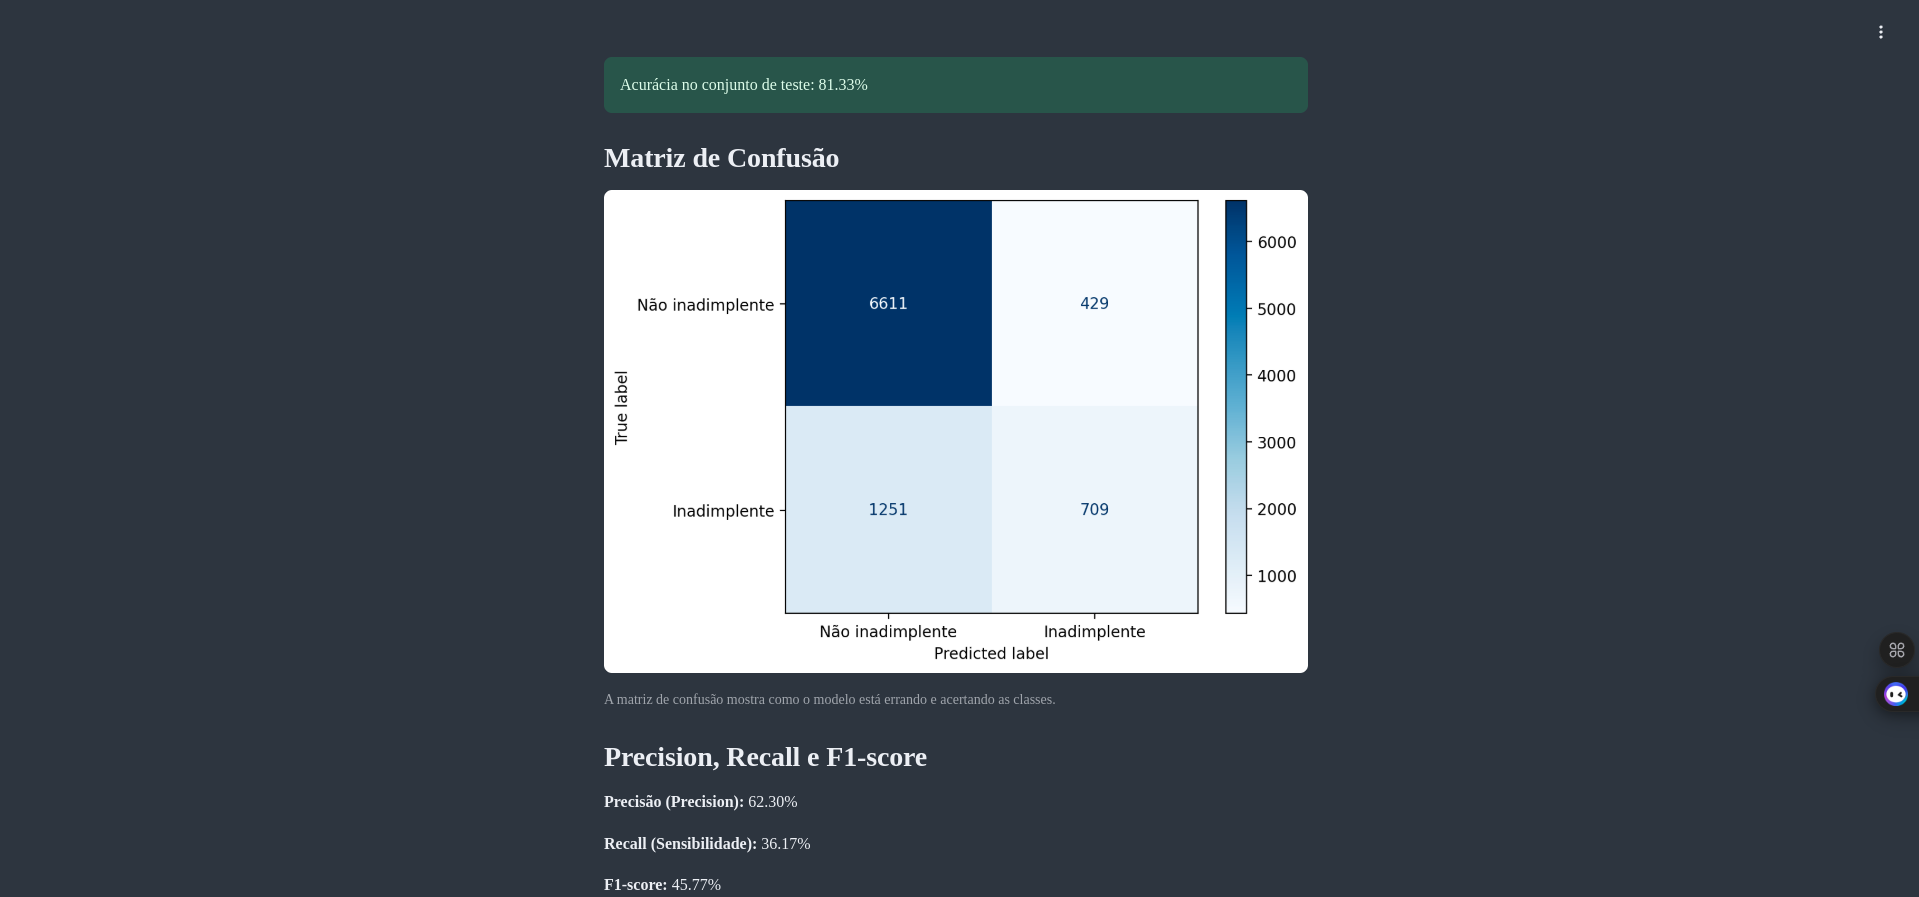 Acurácia no conjunto de teste: 81.33%
Matriz de Confusão
6000
Não inadimplente
6611
429
5000
4000
True label
3000
Inadimplente
1251
709
2000
1000
Não inadimplente
Inadimplente
Predicted label
A matriz de confusão mostra como o modelo está errando e acertando as classes.
Precision, Recall e F1-score
Precisão (Precision): 62.30%
Recall (Sensibilidade): 36.17%
F1-score: 45.77%